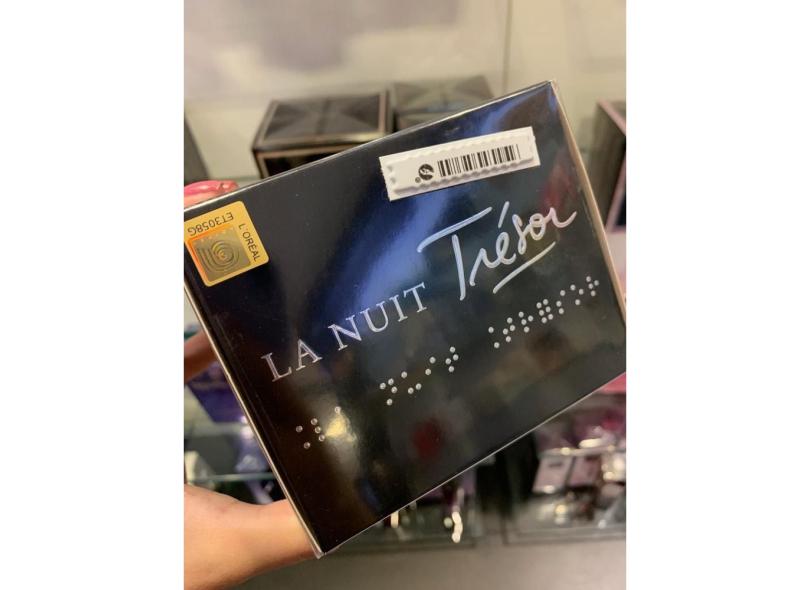 L'ORÉAL
ET3058G
LA NUIT Trésor